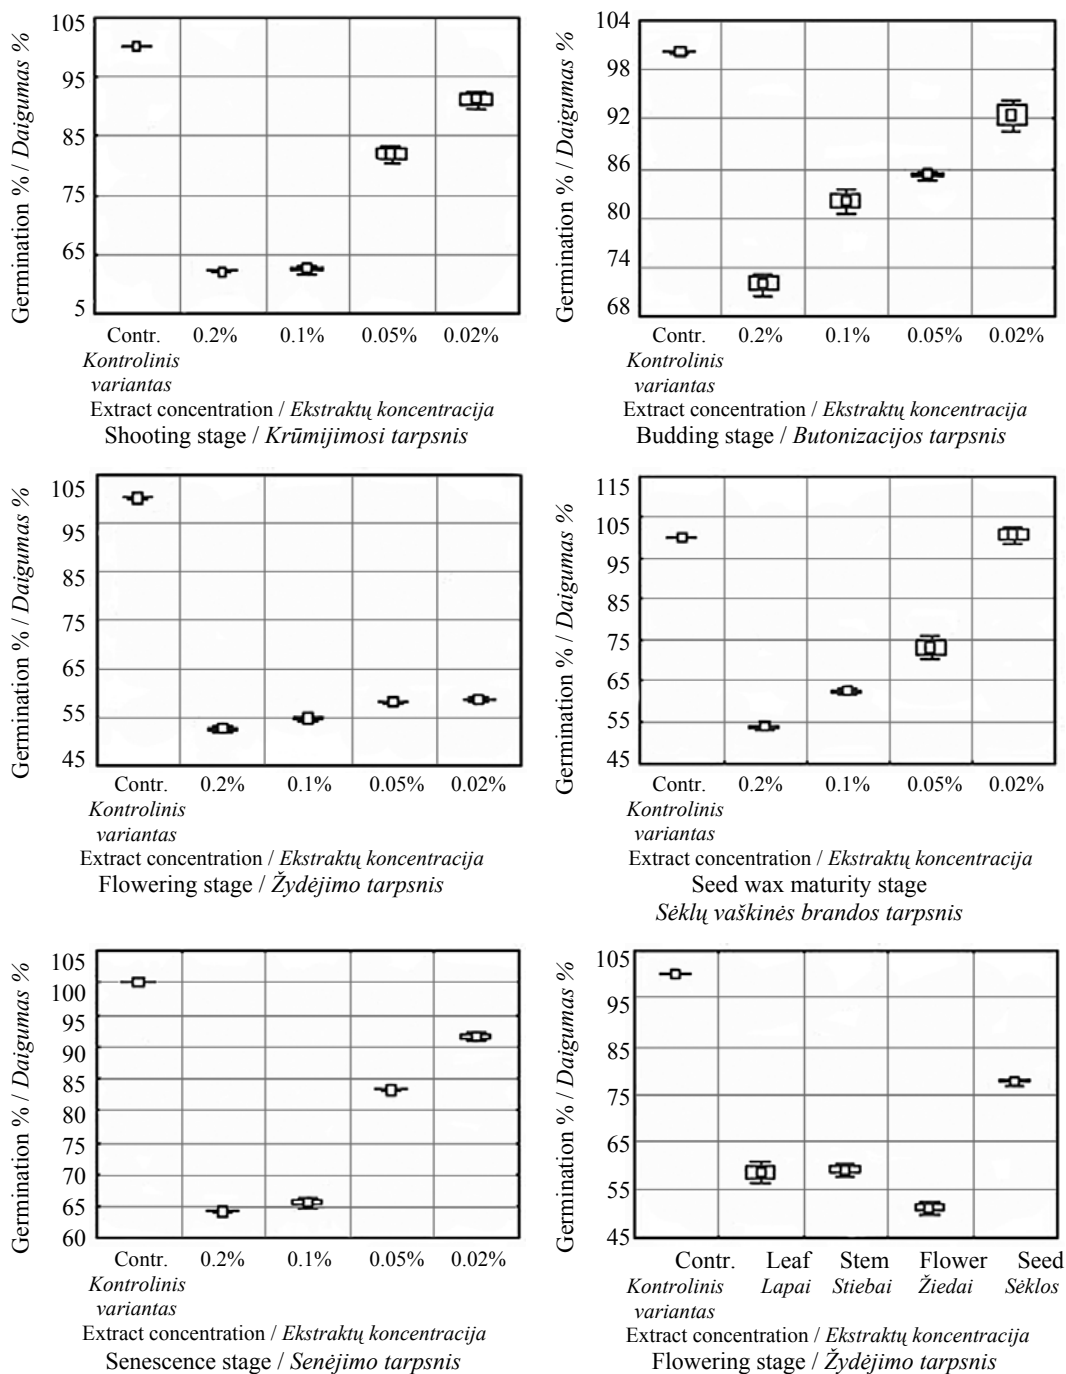 Germination % / Daigumas %
105
95
85
75
65
5
Contr. 0.2% 0.1% 0.05% 0.02%
Kontrolinis
variantas
Extract concentration / Ekstraktų koncentracija
Shooting stage / Krūmijimosi tarpsnis
Germination % / Daigumas %
104
98
92
86
80
74
68
Contr. 0.2% 0.1% 0.05% 0.02%
Kontrolinis
variantas
Extract concentration / Ekstraktų koncentracija
Budding stage / Butonizacijos tarpsnis
Germination % / Daigumas %
105
95
85
75
65
55
45
Contr. 0.2% 0.1% 0.05% 0.02%
Kontrolinis
variantas
Extract concentration / Ekstraktų koncentracija
Flowering stage / Žydėjimo tarpsnis
Germination % / Daigumas %
115
105
95
85
75
65
55
45
Contr. 0.2% 0.1% 0.05% 0.02%
Kontrolinis
variantas
Extract concentration / Ekstraktų koncentracija
Seed wax maturity stage
Sėklų vaškinės brandos tarpsnis
Germination % / Daigumas %
105
100
95
90
85
80
75
70
65
60
Contr. 0.2% 0.1% 0.05% 0.02%
Kontrolinis
variantas
Extract concentration / Ekstraktų koncentracija
Senescence stage / Senėjimo tarpsnis
Germination % / Daigumas %
105
95
85
75
65
55
45
Contr. Leaf Stem Flower Seed
Kontrolinis Lapai Stiebai Žiedai Sėklos
variantas
Extract concentration / Ekstraktų koncentracija
Flowering stage / Žydėjimo tarpsnis